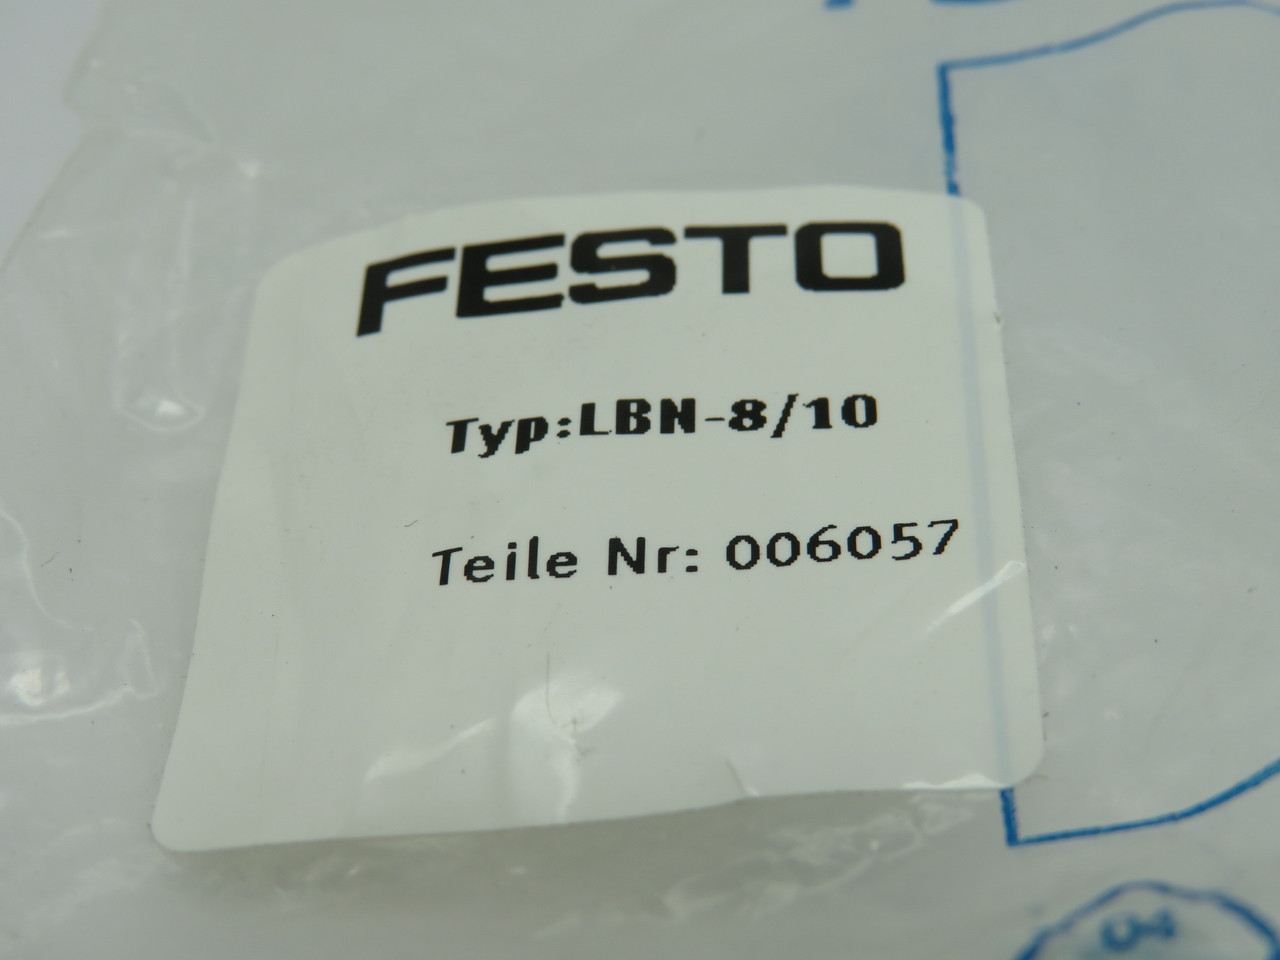 FESTO
Typ:LBN-8/10
Teile Nr: 006057